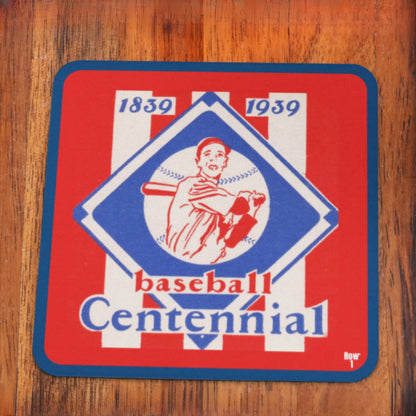 1839 1939
baseball
Centennial
Row
1